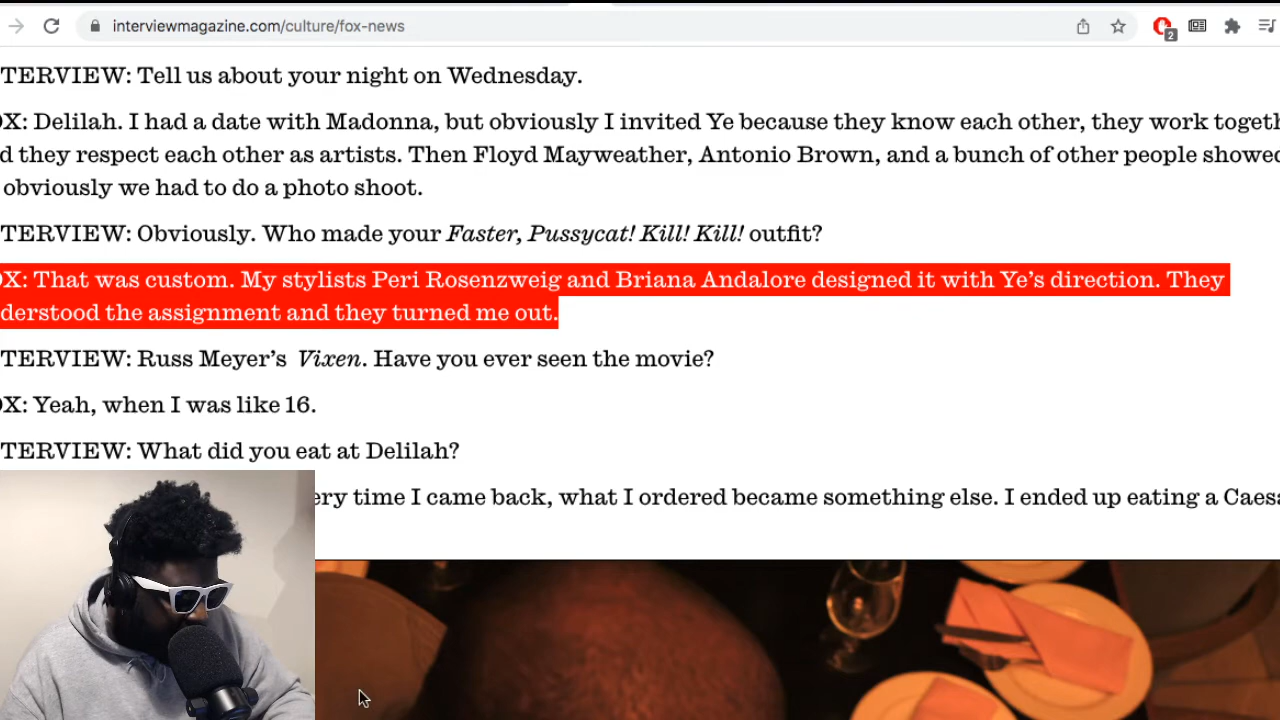 interviewmagazine.com/culture/fox-news
2
TERVIEW: Tell us about your night on Wednesday.
OX: Delilah. I had a date with Madonna, but obviously I invited Ye because they know each other, they work togeth
d they respect each other as artists. Then Floyd Mayweather, Antonio Brown, and a bunch of other people showed
obviously we had to do a photo shoot.
TERVIEW: Obviously. Who made your Faster, Pussycat! Kill! Kill! outfit?
OX: That was custom. My stylists Peri Rosenzweig and Briana Andalore designed it with Ye’s direction. They
derstood the assignment and they turned me out.
TERVIEW: Russ Meyer’s Vixen. Have you ever seen the movie?
OX: Yeah, when I was like 16.
TERVIEW: What did you eat at Delilah?
ery time I came back, what I ordered became something else. I ended up eating a Caesa